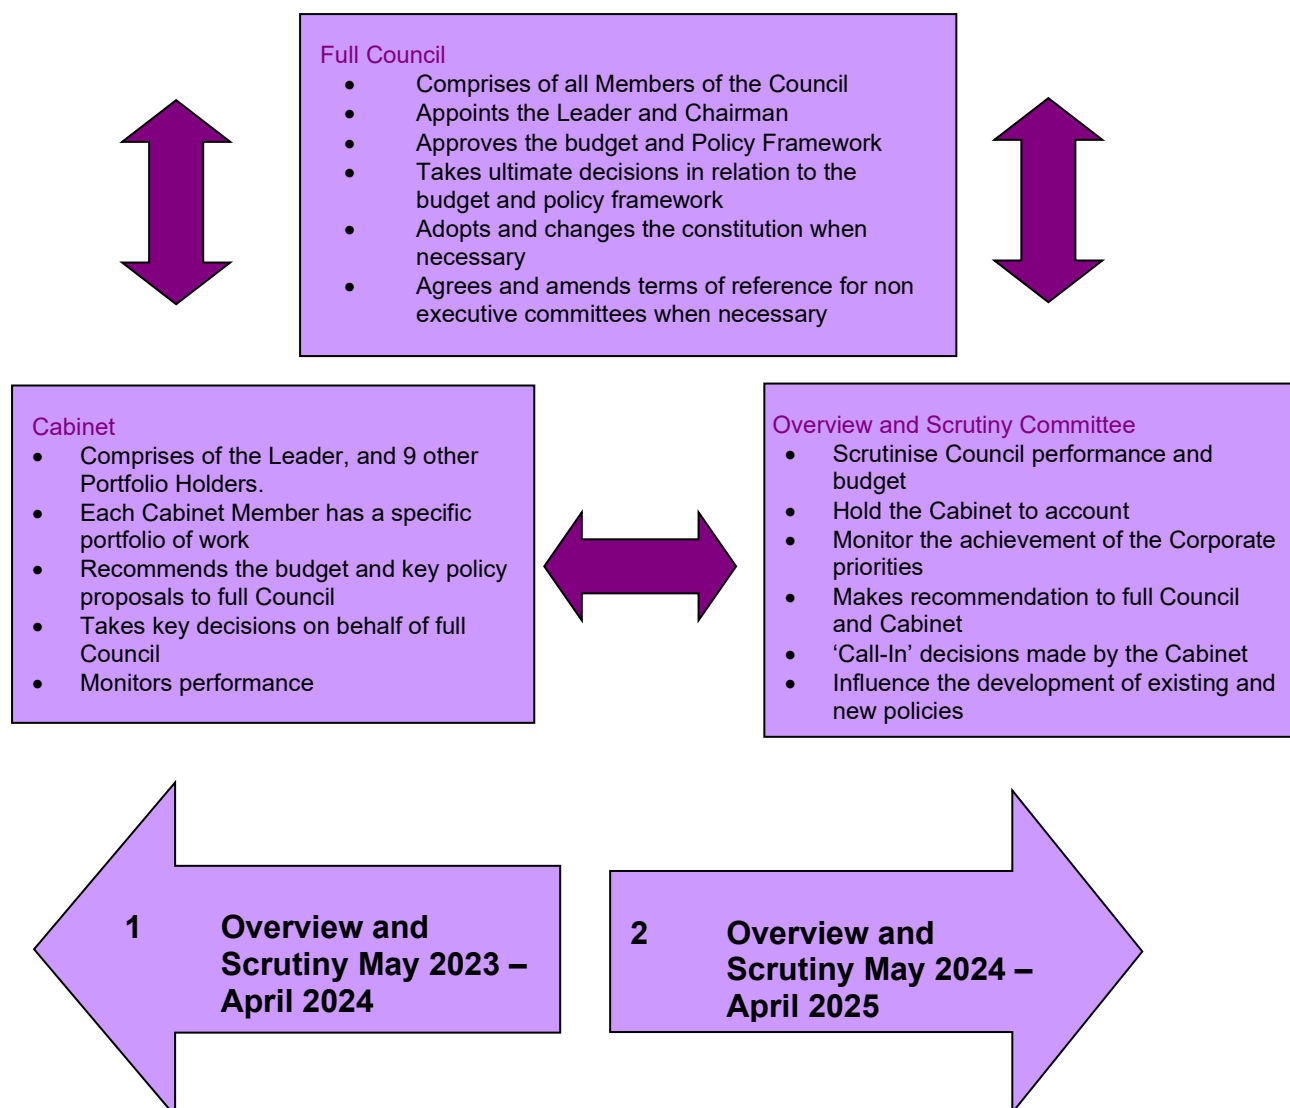 Full Council
• Comprises of all Members of the Council
• Appoints the Leader and Chairman
• Approves the budget and Policy Framework
• Takes ultimate decisions in relation to the
budget and policy framework
• Adopts and changes the constitution when
necessary
• Agrees and amends terms of reference for non
executive committees when necessary
Cabinet
• Comprises of the Leader, and 9 other
Portfolio Holders.
• Each Cabinet Member has a specific
portfolio of work
• Recommends the budget and key policy
proposals to full Council
• Takes key decisions on behalf of full
Council
• Monitors performance
Overview and Scrutiny Committee
• Scrutinise Council performance and
budget
• Hold the Cabinet to account
• Monitor the achievement of the Corporate
priorities
• Makes recommendation to full Council
and Cabinet
• ‘Call-In’ decisions made by the Cabinet
• Influence the development of existing and
new policies
1 Overview and
Scrutiny May 2023 –
April 2024
2 Overview and
Scrutiny May 2024 –
April 2025